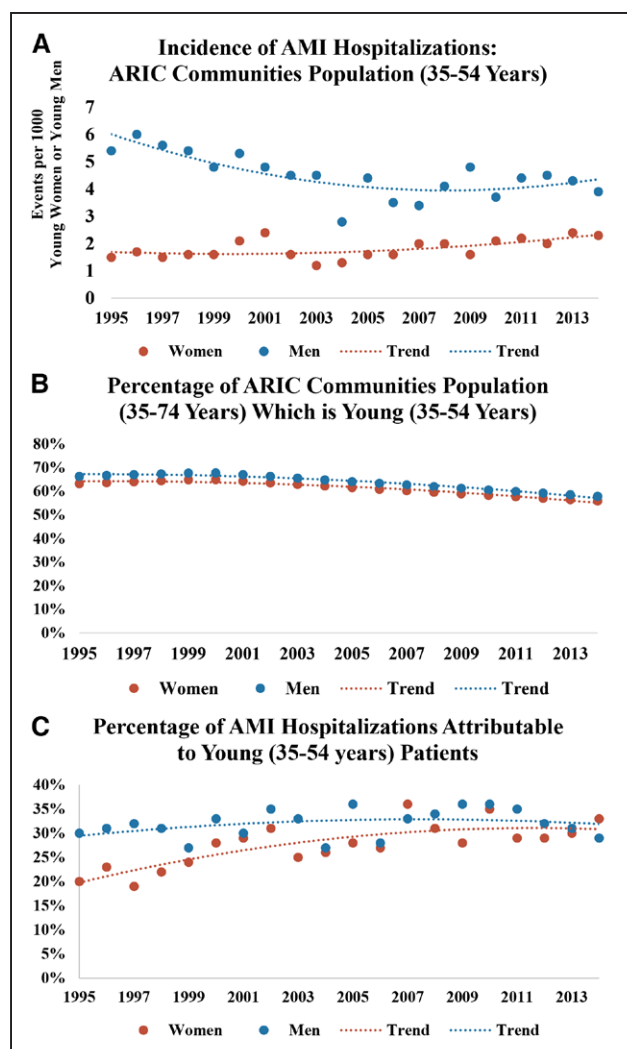 A
Incidence of AMI Hospitalizations:
ARIC Communities Population (35-54 Years)
Events per 1000
Young Women or Young Men
7
6
5
4
3
2
1
0
1995 1997 1999 2001 2003 2005 2007 2009 2011 2013
Women Men Trend Trend
B
Percentage of ARIC Communities Population
(35-74 Years) Which is Young (35-54 Years)
80%
70%
60%
50%
40%
30%
20%
10%
0%
1995 1997 1999 2001 2003 2005 2007 2009 2011 2013
Women Men Trend Trend
C
Percentage of AMI Hospitalizations Attributable
to Young (35-54 years) Patients
40%
35%
30%
25%
20%
15%
10%
5%
0%
1995 1997 1999 2001 2003 2005 2007 2009 2011 2013
Women Men Trend Trend